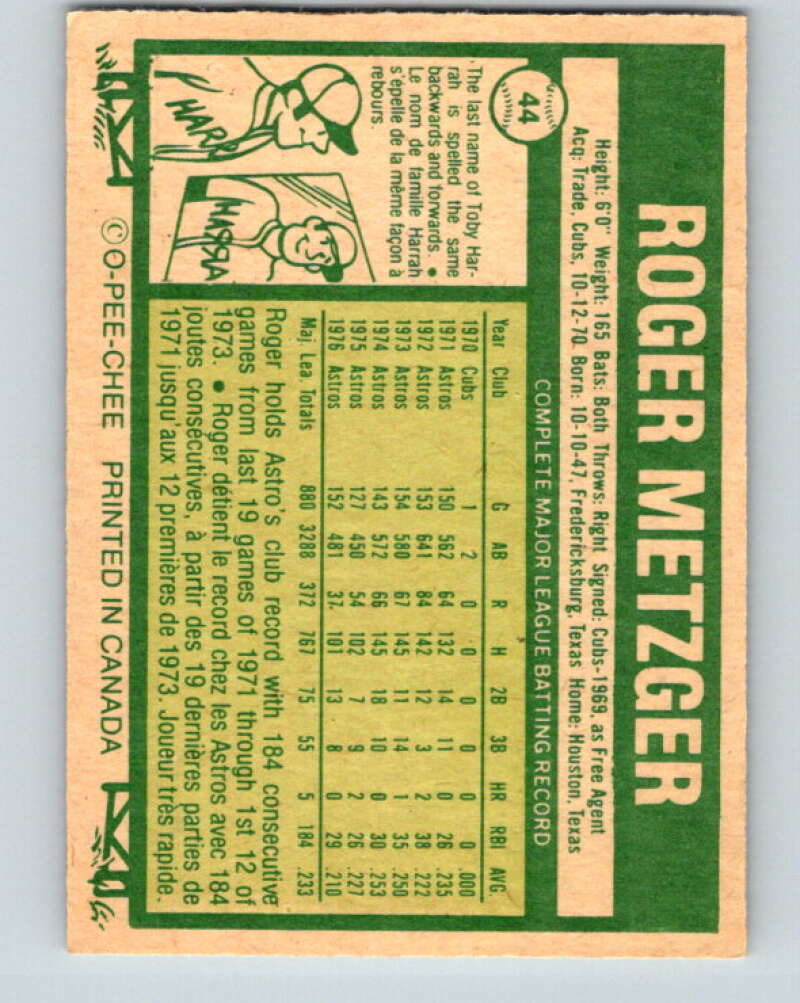 44
ROGER METZGER
Height: 6'0" Weight: 165 Bats: Both Throws: Right Signed: Cubs-1969, as Free Agent
Acq: Trade, Cubs, 10-12-70. Born: 10-10-47, Fredericksburg, Texas Home: Houston, Texas
COMPLETE MAJOR LEAGUE BATTING RECORD
The last name of Toby Har-
rah is spelled the same
backwards and forwards. •
Le nom de famille Harrah
s'épelle de la même façon à
rebours.
HARR
HARRA
Year Club G AB R H 2B 3B HR RBI AVG.
1970 Cubs 1 2 0 0 0 0 0 0 .000
1971 Astros 150 562 64 132 14 11 0 26 .235
1972 Astros 153 641 84 142 12 3 2 38 .222
1973 Astros 154 580 67 145 11 14 1 35 .250
1974 Astros 143 572 66 145 18 10 0 30 .253
1975 Astros 127 450 54 102 7 9 2 26 .227
1976 Astros 152 481 37 101 13 8 0 29 .210
Maj. Lea. Totals 880 3288 372 767 75 55 5 184 .233
Roger holds Astro's club record with 184 consecutive
games from last 19 games of 1971 through 1st 12 of
1973. • Roger détient le record chez les Astros avec 184
joutes consécutives, à partir des 19 dernières parties de
1971 jusqu'aux 12 premières de 1973. Joueur très rapide.
© O-PEE-CHEE PRINTED IN CANADA